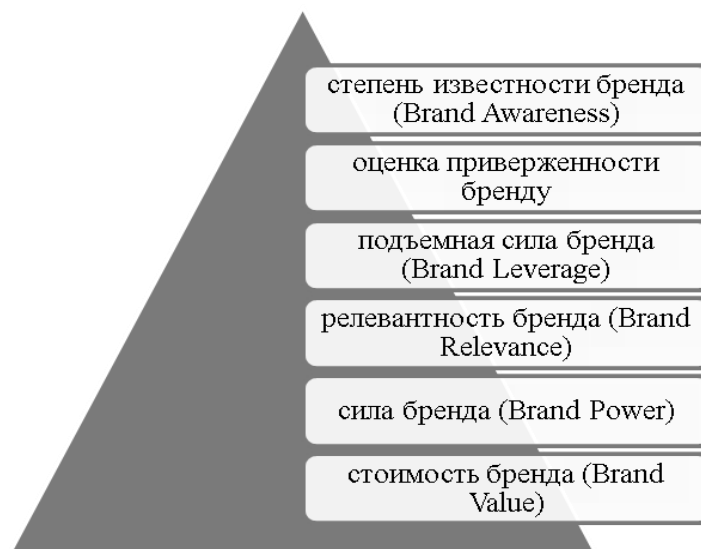 степень известности бренда
(Brand Awareness)
оценка приверженности
бренду
подъемная сила бренда
(Brand Leverage)
релевантность бренда (Brand
Relevance)
сила бренда (Brand Power)
стоимость бренда (Brand
Value)